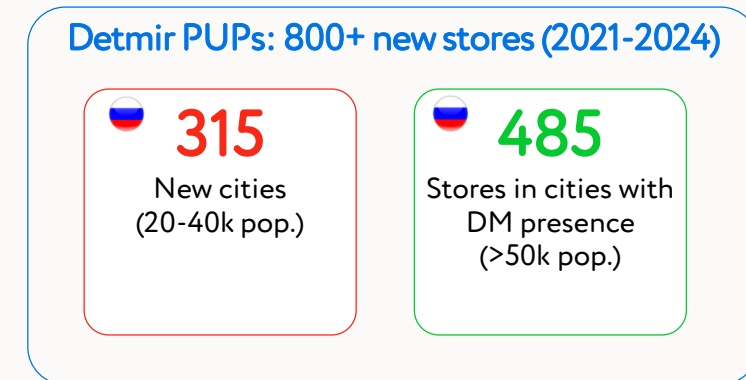 Detmir PUPs: 800+ new stores (2021-2024)
315
New cities
(20-40k pop.)
485
Stores in cities with
DM presence
(>50k pop.)